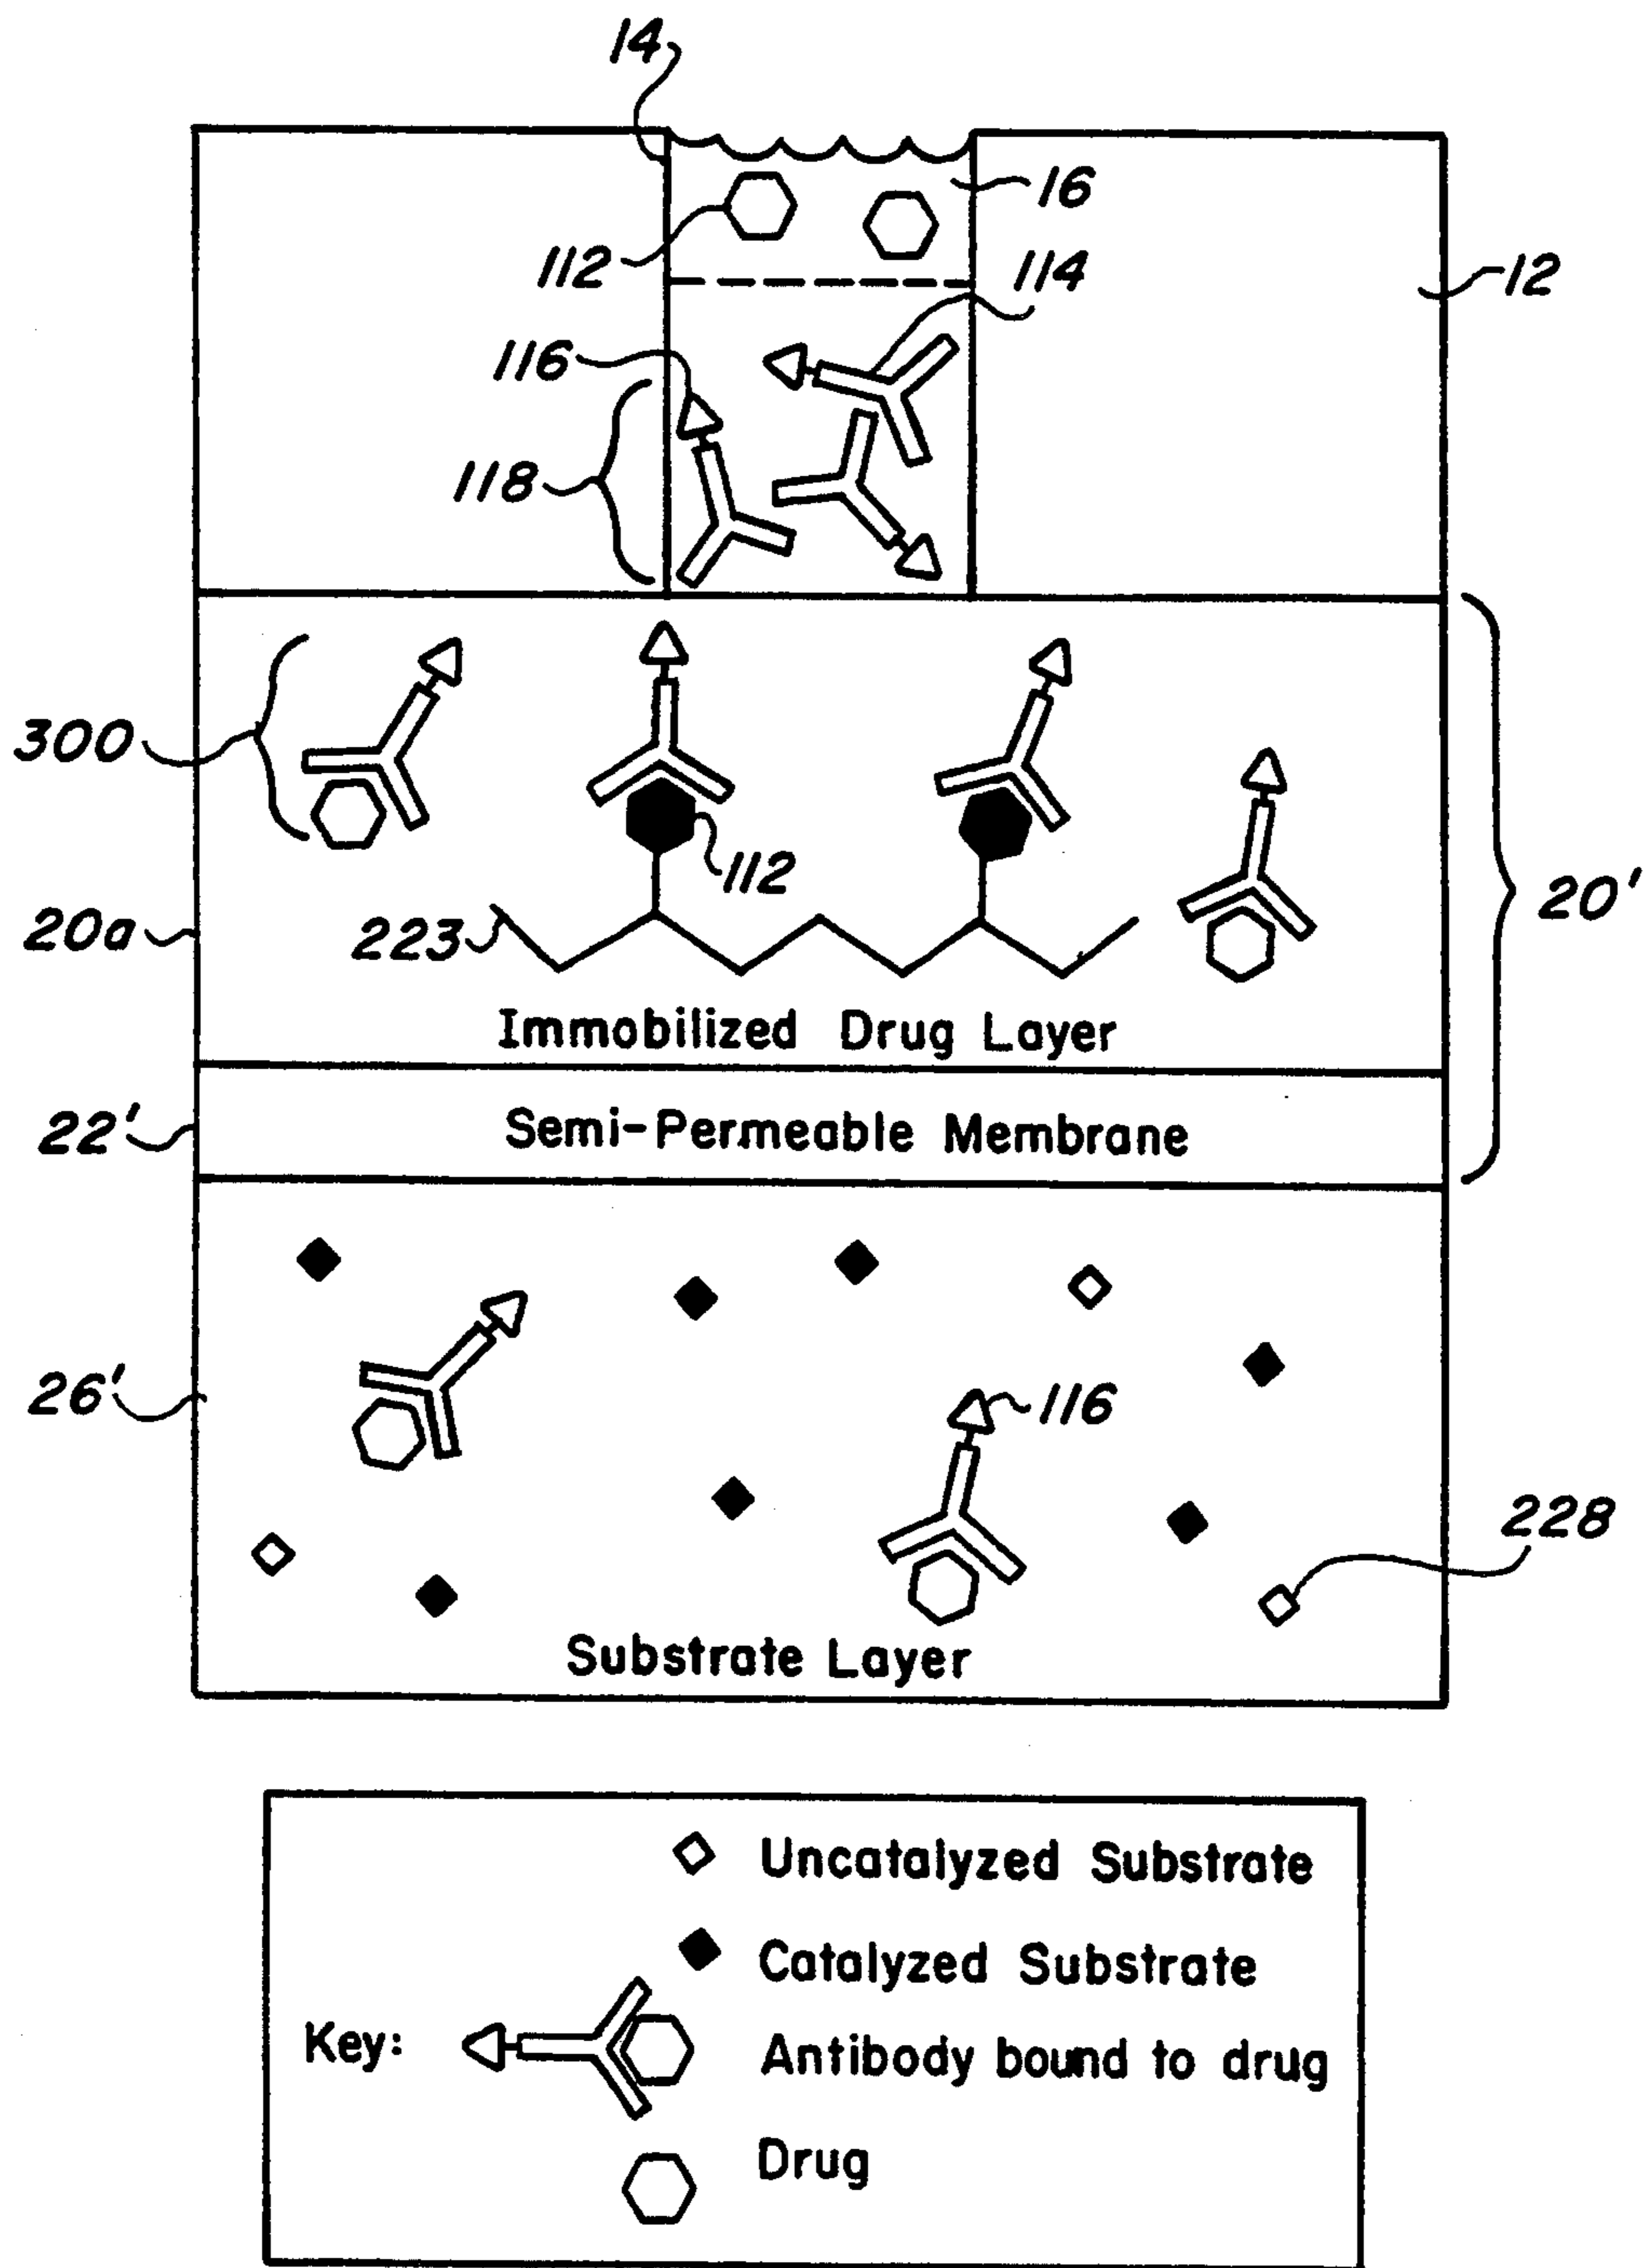 14
16
112
114
12
116
118
300
112
20a
223
20'
Immobilized Drug Layer
22'
Semi-Permeable Membrane
26'
116
228
Substrate Layer
Uncatalyzed Substrate
Catalyzed Substrate
Key:
Antibody bound to drug
Drug